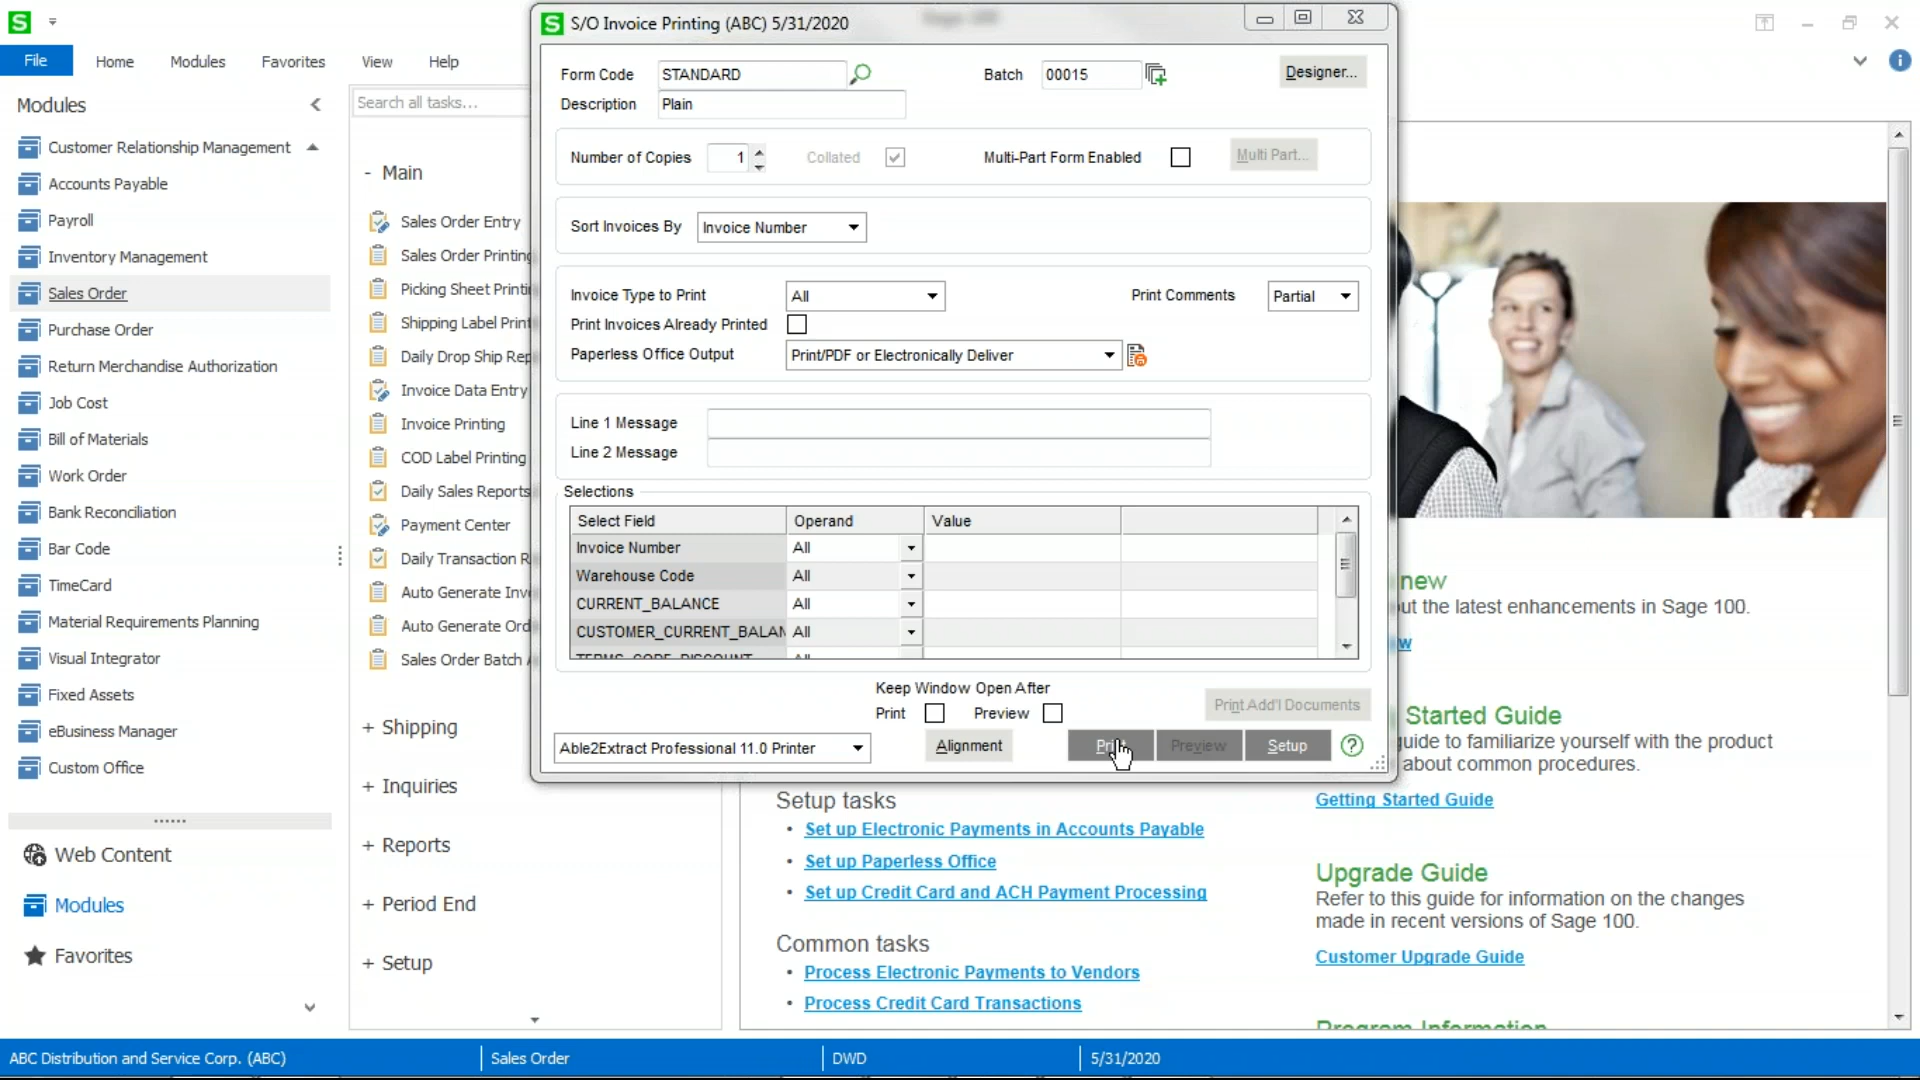 S
S/O Invoice Printing (ABC) 5/31/2020
File
Home
Modules
Favorites
View
Help
Modules
Customer Relationship Management
Accounts Payable
Payroll
Inventory Management
Sales Order
Purchase Order
Return Merchandise Authorization
Job Cost
Bill of Materials
Work Order
Bank Reconciliation
Bar Code
TimeCard
Material Requirements Planning
Visual Integrator
Fixed Assets
eBusiness Manager
Custom Office
Web Content
Modules
Favorites
Search all tasks...
- Main
Sales Order Entry
Sales Order Printing
Picking Sheet Printi
Shipping Label Print
Daily Drop Ship Rep
Invoice Data Entry
Invoice Printing
COD Label Printing
Daily Sales Reports
Payment Center
Daily Transaction R
Auto Generate Inv
Auto Generate Ord
Sales Order Batch
+ Shipping
+ Inquiries
+ Reports
+ Period End
+ Setup
Form Code STANDARD Batch 00015 Designer...
Description Plain
Number of Copies 1 Collated Multi-Part Form Enabled Multi Part...
Sort Invoices By Invoice Number
Invoice Type to Print All Print Comments Partial
Print Invoices Already Printed
Paperless Office Output Print/PDF or Electronically Deliver
Line 1 Message
Line 2 Message
Selections
Select Field Operand Value
Invoice Number All
Warehouse Code All
CURRENT_BALANCE All
CUSTOMER_CURRENT_BALAN All
TERMS_CODE_DISCOUNT All
Keep Window Open After
Print Preview
Print Add'l Documents
Able2Extract Professional 11.0 Printer Alignment Preview Setup ?
new
ut the latest enhancements in Sage 100.
w
Started Guide
uide to familiarize yourself with the product
about common procedures.
Getting Started Guide
Upgrade Guide
Refer to this guide for information on the changes
made in recent versions of Sage 100.
Customer Upgrade Guide
Program Information
Setup tasks
• Set up Electronic Payments in Accounts Payable
• Set up Paperless Office
• Set up Credit Card and ACH Payment Processing
Common tasks
• Process Electronic Payments to Vendors
• Process Credit Card Transactions
ABC Distribution and Service Corp. (ABC)
Sales Order
DWD
5/31/2020